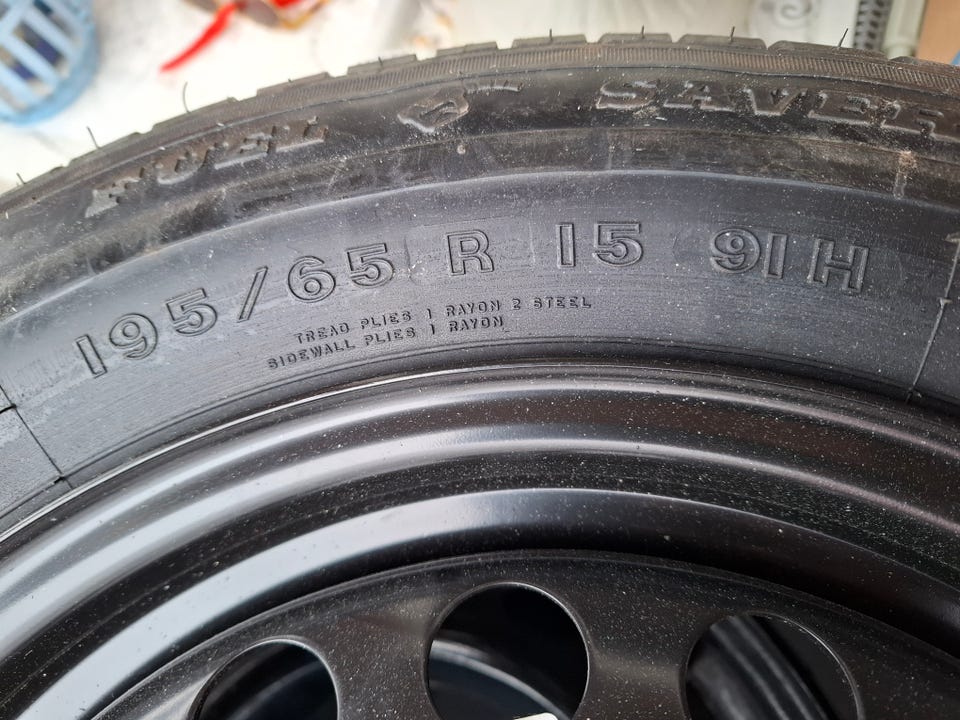 FUEL SAVER
195/65 R 15 91H
TREAD PLIES 1 RAYON 2 STEEL
SIDEWALL PLIES 1 RAYON